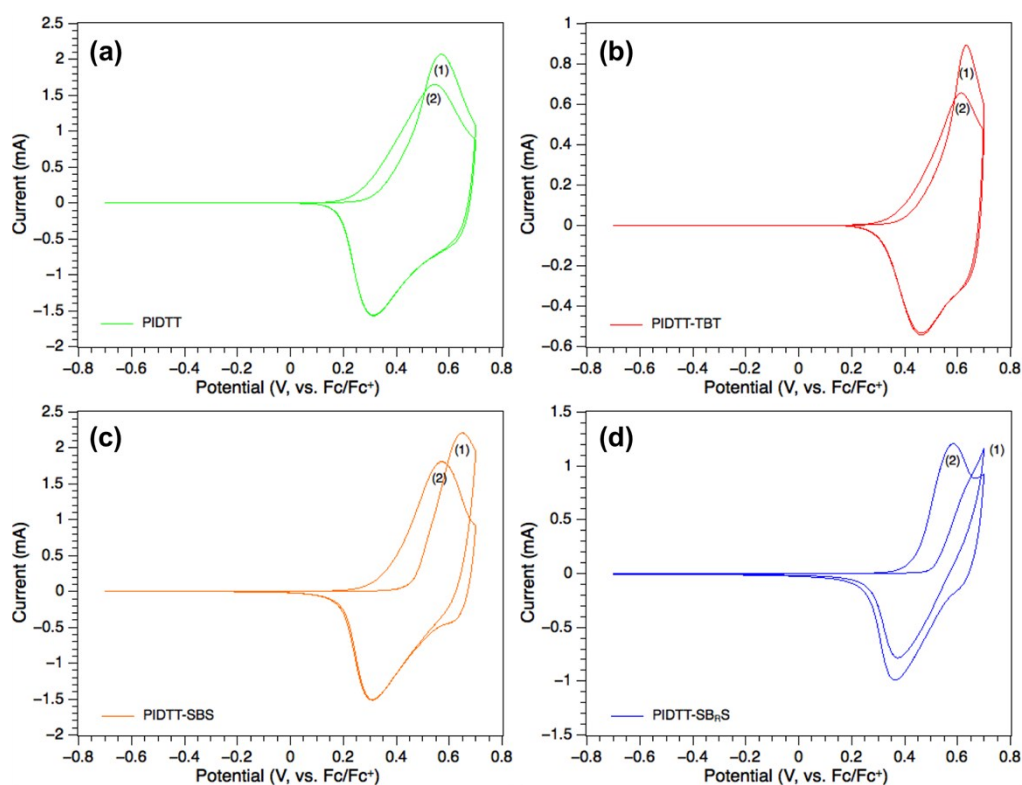 (a)
2.5
2
1.5
1
0.5
0
−0.5
−1
−1.5
−2
Current (mA)
(1)
(2)
PIDTT
−0.8 −0.6 −0.4 −0.2 0 0.2 0.4 0.6 0.8
Potential (V, vs. Fc/Fc⁺)
(b)
1
0.8
0.6
0.4
0.2
0
−0.2
−0.4
−0.6
Current (mA)
(1)
(2)
PIDTT-TBT
−0.8 −0.6 −0.4 −0.2 0 0.2 0.4 0.6 0.8
Potential (V, vs. Fc/Fc⁺)
(c)
2.5
2
1.5
1
0.5
0
−0.5
−1
−1.5
−2
Current (mA)
(1)
(2)
PIDTT-SBS
−0.8 −0.6 −0.4 −0.2 0 0.2 0.4 0.6 0.8
Potential (V, vs. Fc/Fc⁺)
(d)
1.5
1
0.5
0
−0.5
−1
−1.5
Current (mA)
(2)
(1)
PIDTT-SBRS
−0.8 −0.6 −0.4 −0.2 0 0.2 0.4 0.6 0.8
Potential (V, vs. Fc/Fc⁺)